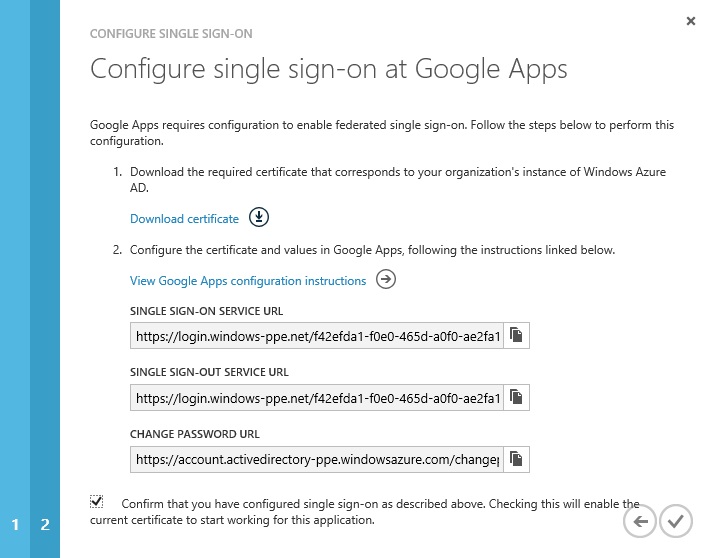 CONFIGURE SINGLE SIGN-ON
Configure single sign-on at Google Apps
Google Apps requires configuration to enable federated single sign-on. Follow the steps below to perform this
configuration.
1. Download the required certificate that corresponds to your organization's instance of Windows Azure
AD.
Download certificate
2. Configure the certificate and values in Google Apps, following the instructions linked below.
View Google Apps configuration instructions
SINGLE SIGN-ON SERVICE URL
https://login.windows-ppe.net/f42efda1-f0e0-465d-a0f0-ae2fa1
SINGLE SIGN-OUT SERVICE URL
https://login.windows-ppe.net/f42efda1-f0e0-465d-a0f0-ae2fa1
CHANGE PASSWORD URL
https://account.activedirectory-ppe.windowsazure.com/change
Confirm that you have configured single sign-on as described above. Checking this will enable the
current certificate to start working for this application.
1 2